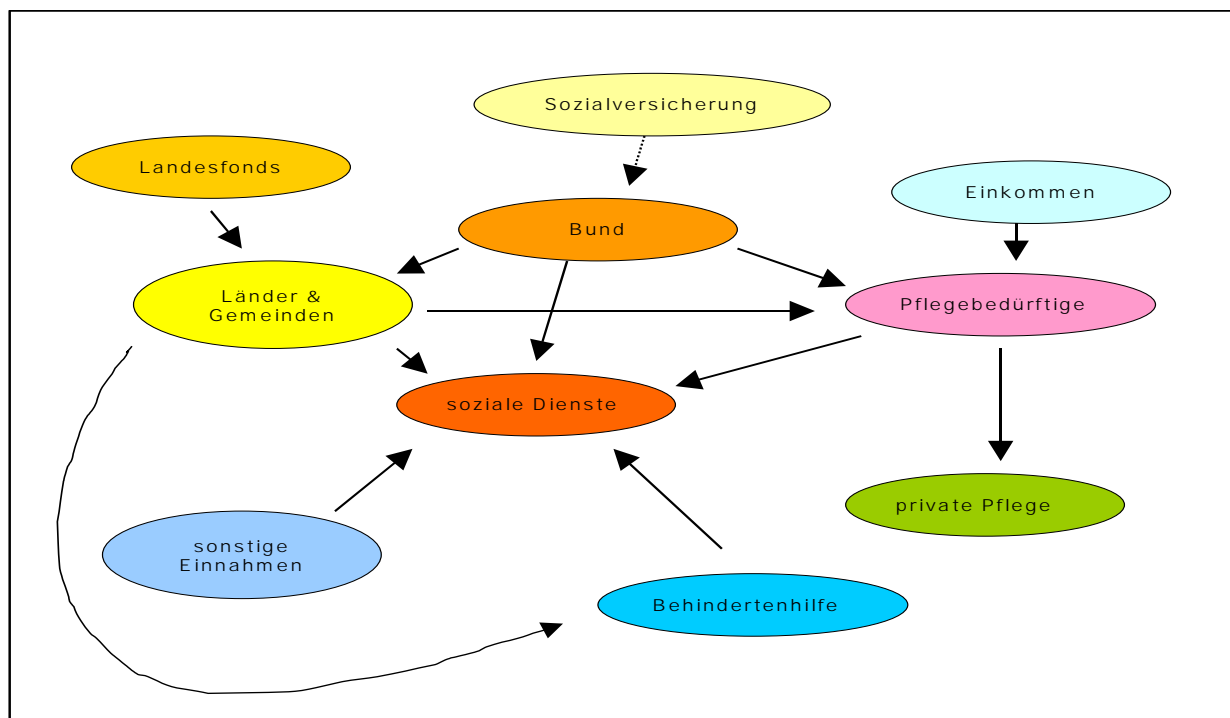 Sozialversicherung
Landesfonds
Einkommen
Bund
Länder &
Gemeinden
Pflegebedürftige
soziale Dienste
private Pflege
sonstige
Einnahmen
Behindertenhilfe